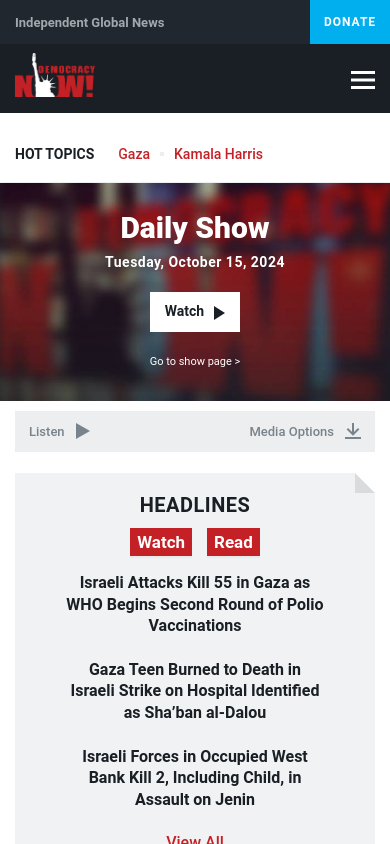 Independent Global News
DONATE
DEMOCRACY
NOW!
HOT TOPICS
Gaza
Kamala Harris
Daily Show
Tuesday, October 15, 2024
Watch
Go to show page >
Listen
Media Options
HEADLINES
Watch
Read
Israeli Attacks Kill 55 in Gaza as
WHO Begins Second Round of Polio
Vaccinations
Gaza Teen Burned to Death in
Israeli Strike on Hospital Identified
as Sha’ban al-Dalou
Israeli Forces in Occupied West
Bank Kill 2, Including Child, in
Assault on Jenin
View All